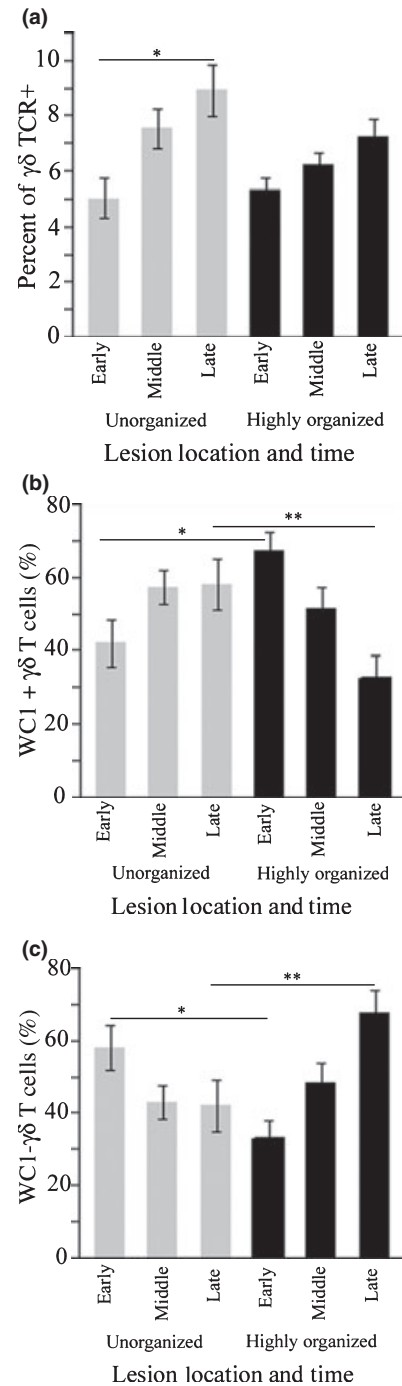 (a)
Percent of γδ TCR+
10
8
6
4
2
0
*
Early
Middle
Late
Early
Middle
Late
Unorganized
Highly organized
Lesion location and time
(b)
WC1 + γδ T cells (%)
80
60
40
20
0
*
**
Early
Middle
Late
Early
Middle
Late
Unorganized
Highly organized
Lesion location and time
(c)
WC1-γδ T cells (%)
80
60
40
20
0
*
**
Early
Middle
Late
Early
Middle
Late
Unorganized
Highly organized
Lesion location and time